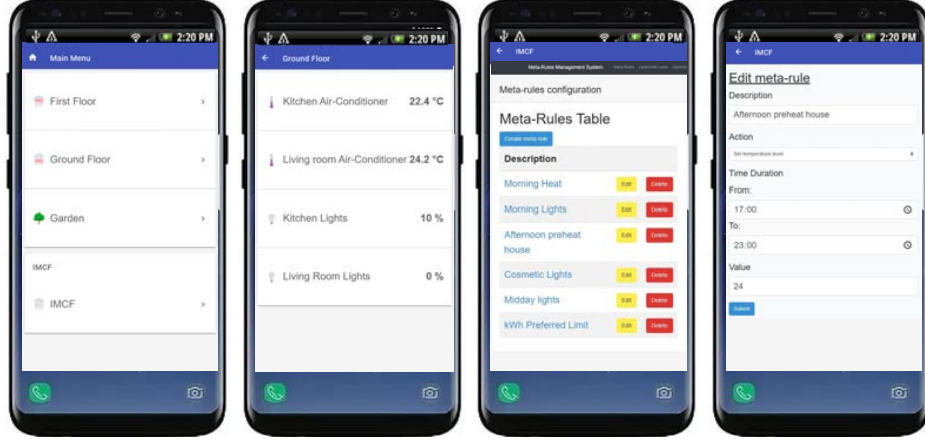 2:20 PM
Main Menu
First Floor
Ground Floor
Garden
IMCF
IMCF
2:20 PM
Ground Floor
Kitchen Air-Conditioner 22.4 °C
Living room Air-Conditioner 24.2 °C
Kitchen Lights 10 %
Living Room Lights 0 %
2:20 PM
IMCF
Meta-Rules Management System
Meta-rules configuration
Meta-Rules Table
Create meta-rule
Description
Morning Heat Edit Delete
Morning Lights Edit Delete
Afternoon preheat Edit Delete
house
Cosmetic Lights Edit Delete
Midday lights Edit Delete
kWh Preferred Limit Edit Delete
2:20 PM
IMCF
Edit meta-rule
Description
Afternoon preheat house
Action
Set temperature level
Time Duration
From:
17:00
To:
23:00
Value
24
Submit